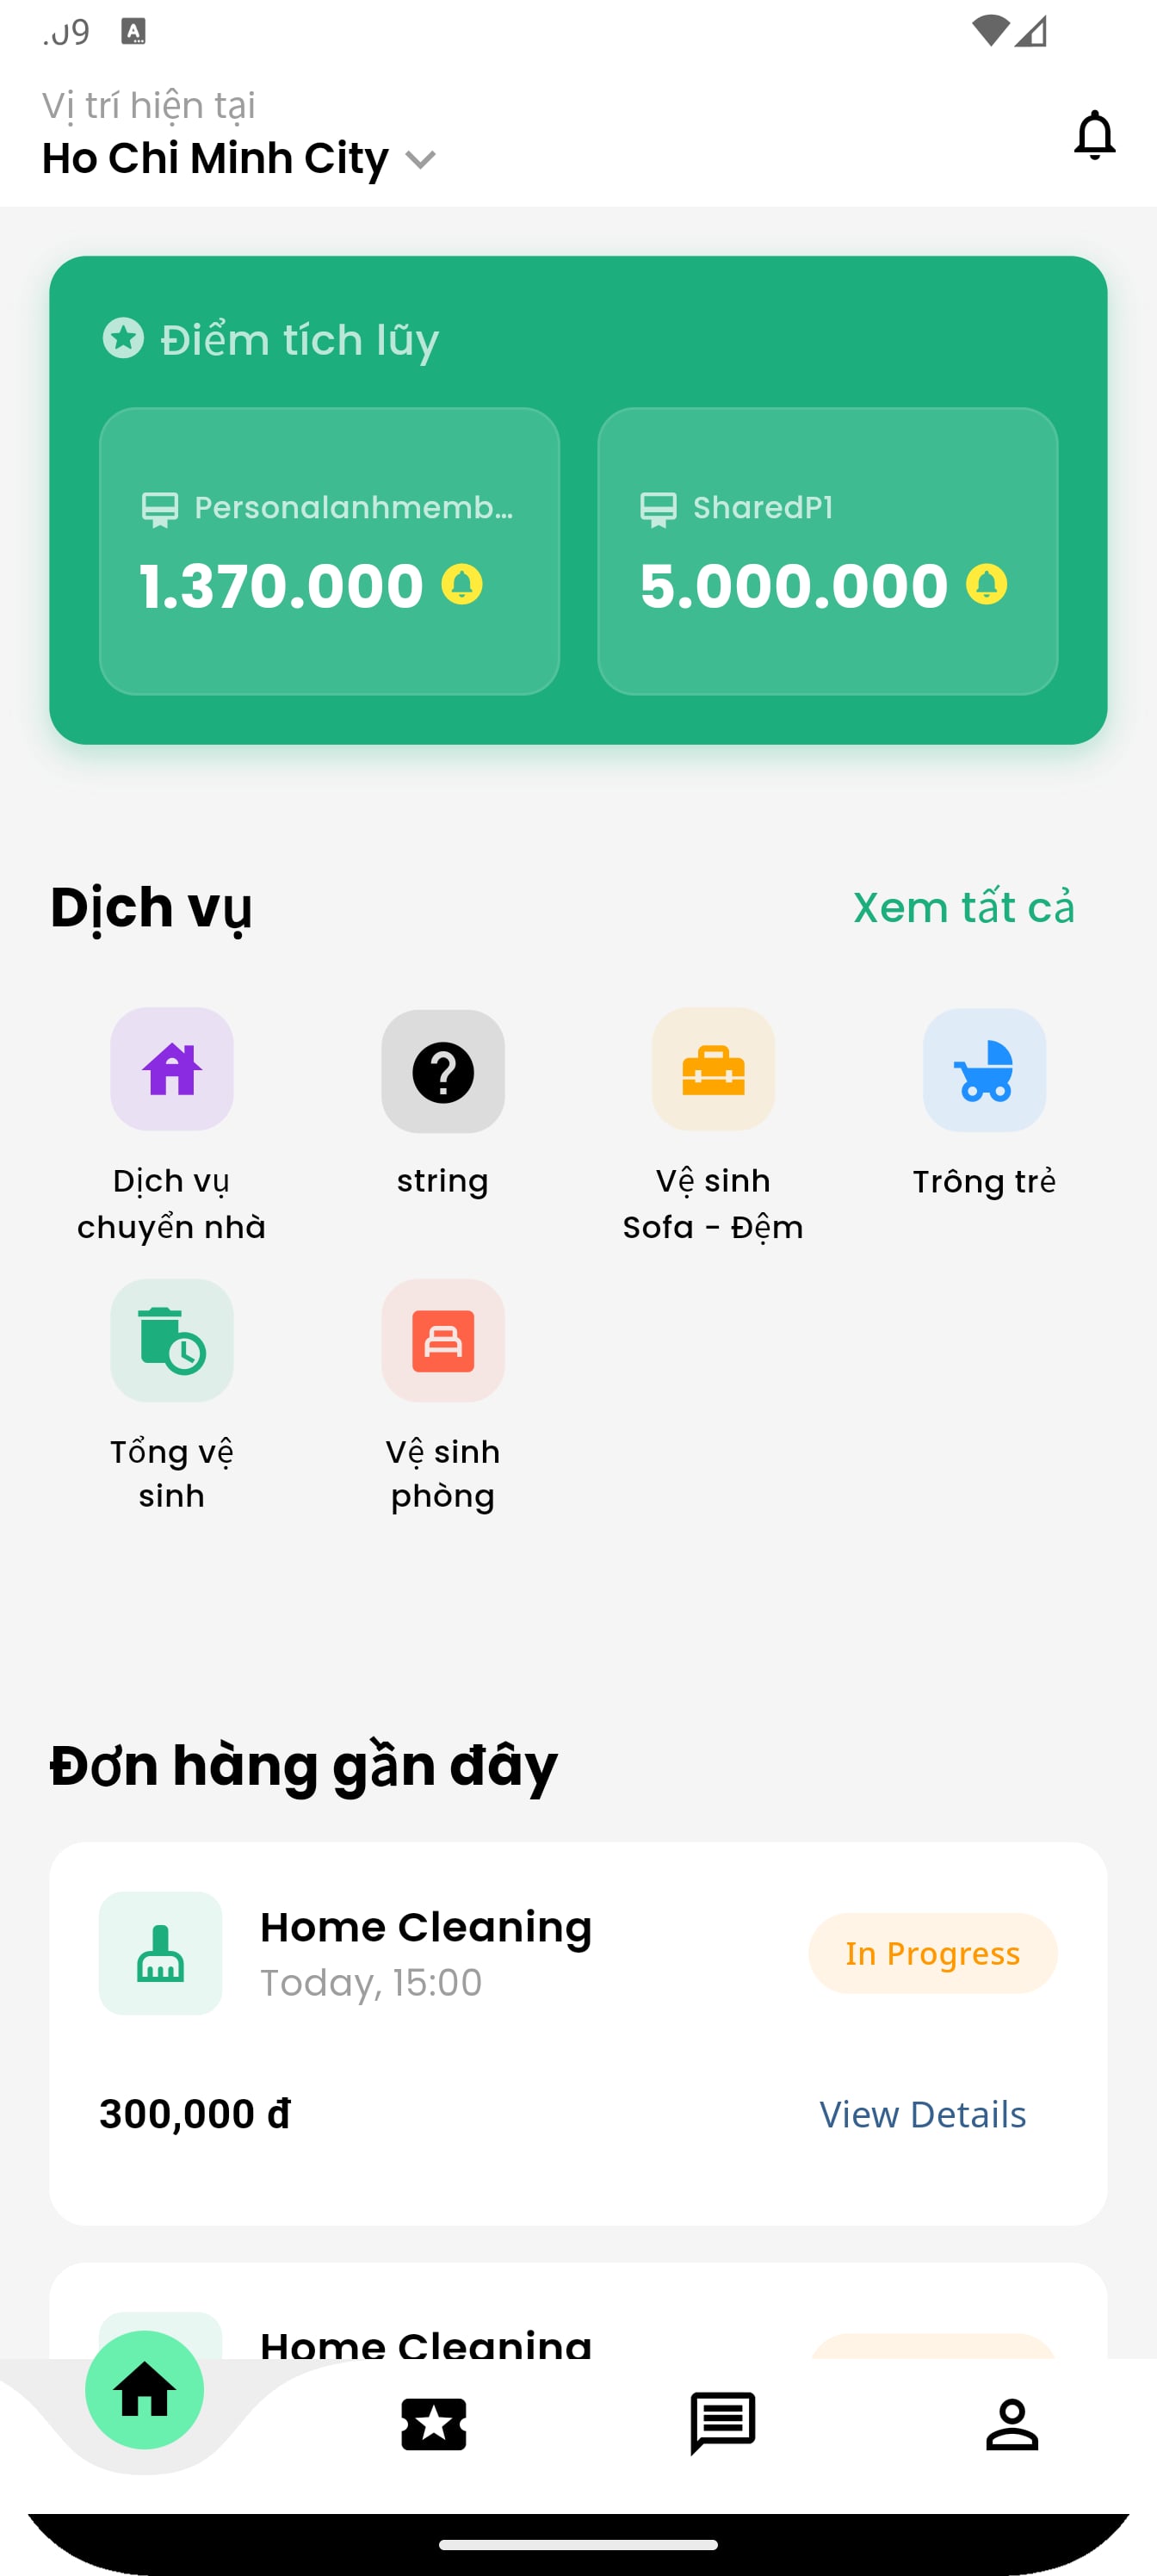 Vị trí hiện tại
Ho Chi Minh City
Điểm tích lũy
Personalanhmemb...
SharedP1
1.370.000
5.000.000
Dịch vụ
Xem tất cả
Dịch vụ
chuyển nhà
string
Vệ sinh
Sofa - Đệm
Trông trẻ
Tổng vệ
sinh
Vệ sinh
phòng
Đơn hàng gần đây
Home Cleaning
In Progress
Today, 15:00
300,000 đ
View Details
Home Cleaning